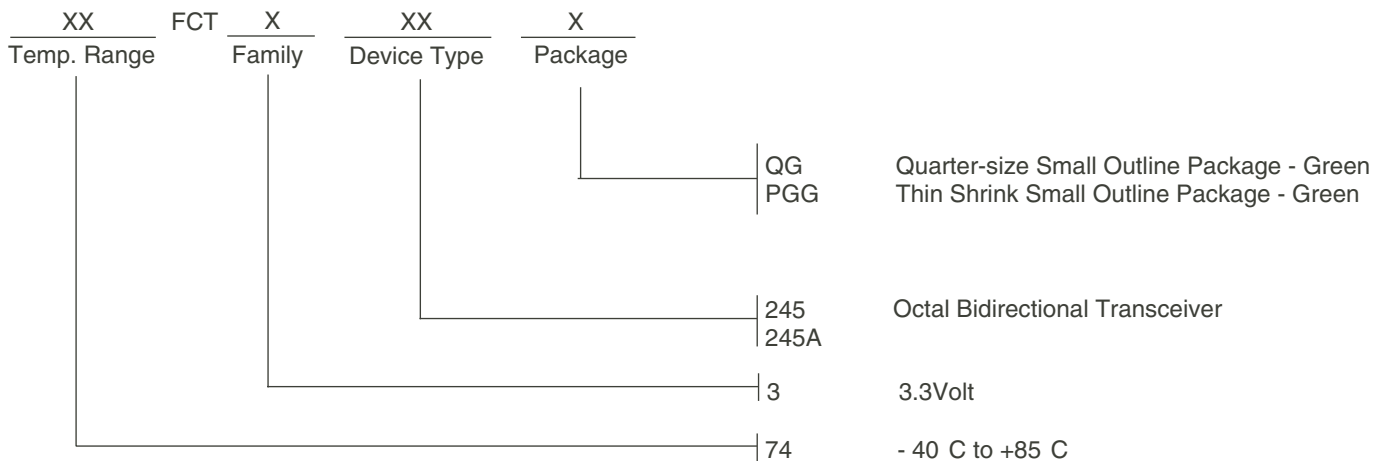 XX FCT X XX X
Temp. Range Family Device Type Package
QG Quarter-size Small Outline Package - Green
PGG Thin Shrink Small Outline Package - Green
245 Octal Bidirectional Transceiver
245A
3 3.3Volt
74 - 40 C to +85 C